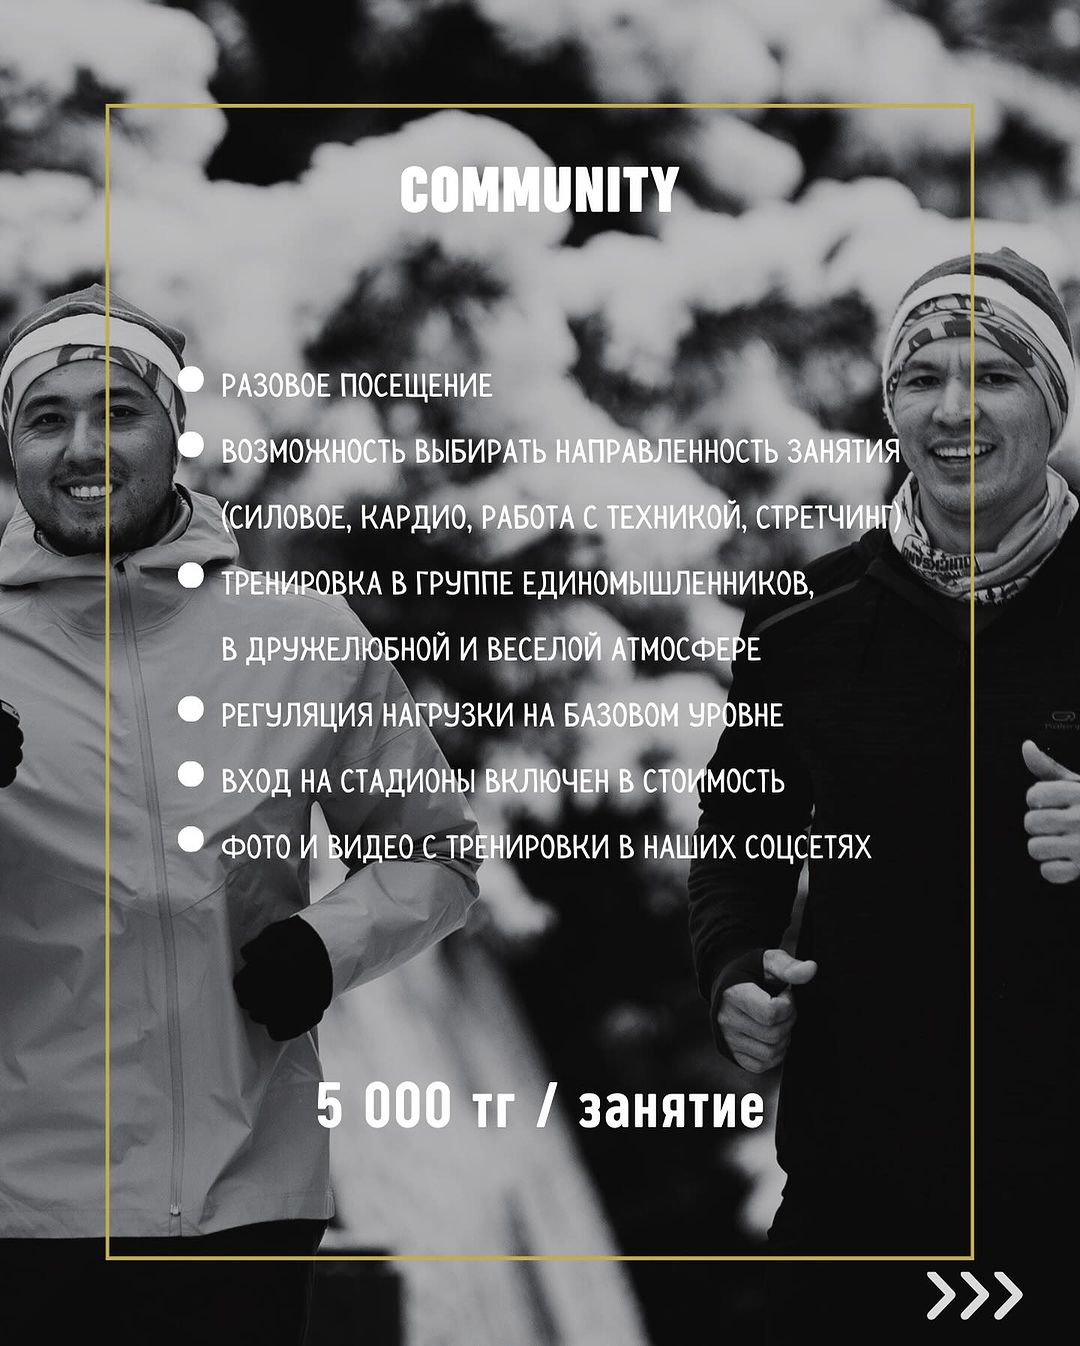 COMMUNITY
РАЗОВОЕ ПОСЕЩЕНИЕ
ВОЗМОЖНОСТЬ ВЫБИРАТЬ НАПРАВЛЕННОСТЬ ЗАНЯТИЯ
(СИЛОВОЕ, КАРДИО, РАБОТА С ТЕХНИКОЙ, СТРЕТЧИНГ)
ТРЕНИРОВКА В ГРУППЕ ЕДИНОМЫШЛЕННИКОВ,
В ДРУЖЕЛЮБНОЙ И ВЕСЕЛОЙ АТМОСФЕРЕ
РЕГУЛЯЦИЯ НАГРУЗКИ НА БАЗОВОМ УРОВНЕ
ВХОД НА СТАДИОНЫ ВКЛЮЧЕН В СТОИМОСТЬ
ФОТО И ВИДЕО С ТРЕНИРОВКИ В НАШИХ СОЦСЕТЯХ
5 000 тг / занятие